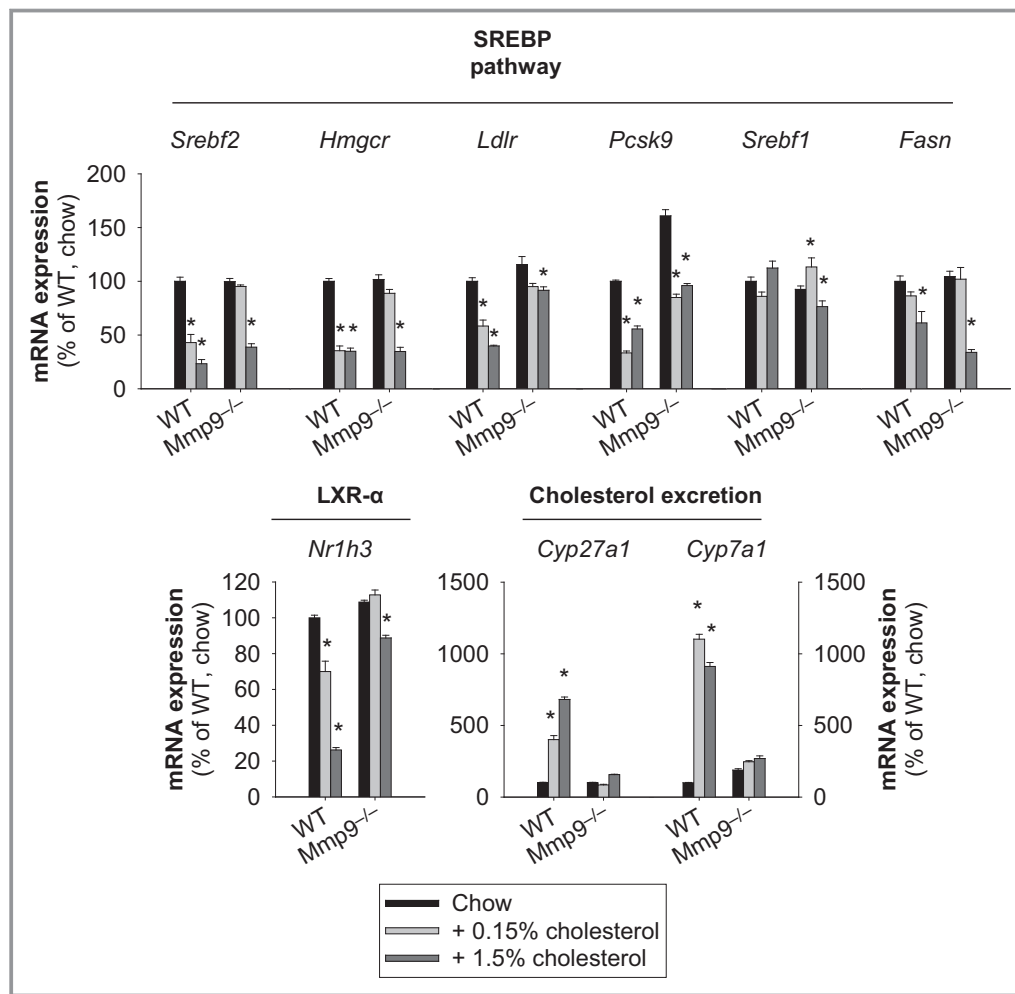 SREBP
pathway
Srebf2 Hmgcr Ldlr Pcsk9 Srebf1 Fasn
mRNA expression
(% of WT, chow)
200
150
100
50
0
* * * * * * * * * * * * * * * *
WT Mmp9–/– WT Mmp9–/– WT Mmp9–/– WT Mmp9–/– WT Mmp9–/– WT Mmp9–/–
LXR-α Cholesterol excretion
Nr1h3 Cyp27a1 Cyp7a1
mRNA expression
(% of WT, chow)
120
100
80
60
40
20
0
* * *
WT Mmp9–/–
1500
1000
500
0
* * * *
WT Mmp9–/– WT Mmp9–/–
1500
1000
500
0
mRNA expression
(% of WT, chow)
Chow
+ 0.15% cholesterol
+ 1.5% cholesterol